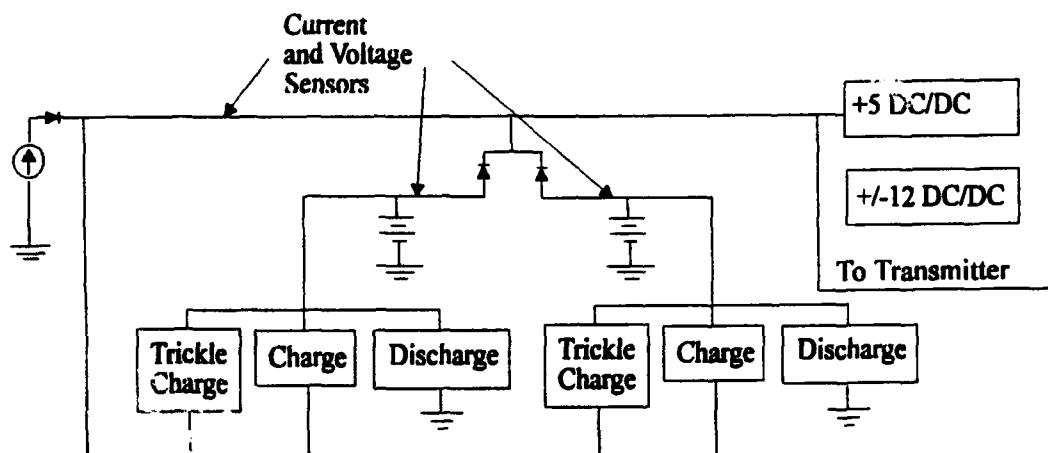 Current
and Voltage
Sensors
+5 DC/DC
+/-12 DC/DC
To Transmitter
Trickle
Charge
Charge
Discharge
Trickle
Charge
Charge
Discharge